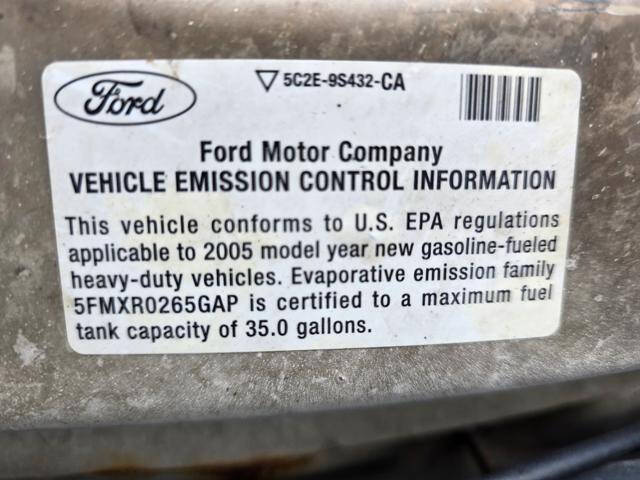 Ford
5C2E-9S432-CA
Ford Motor Company
VEHICLE EMISSION CONTROL INFORMATION
This vehicle conforms to U.S. EPA regulations
applicable to 2005 model year new gasoline-fueled
heavy-duty vehicles. Evaporative emission family
5FMXR0265GAP is certified to a maximum fuel
tank capacity of 35.0 gallons.